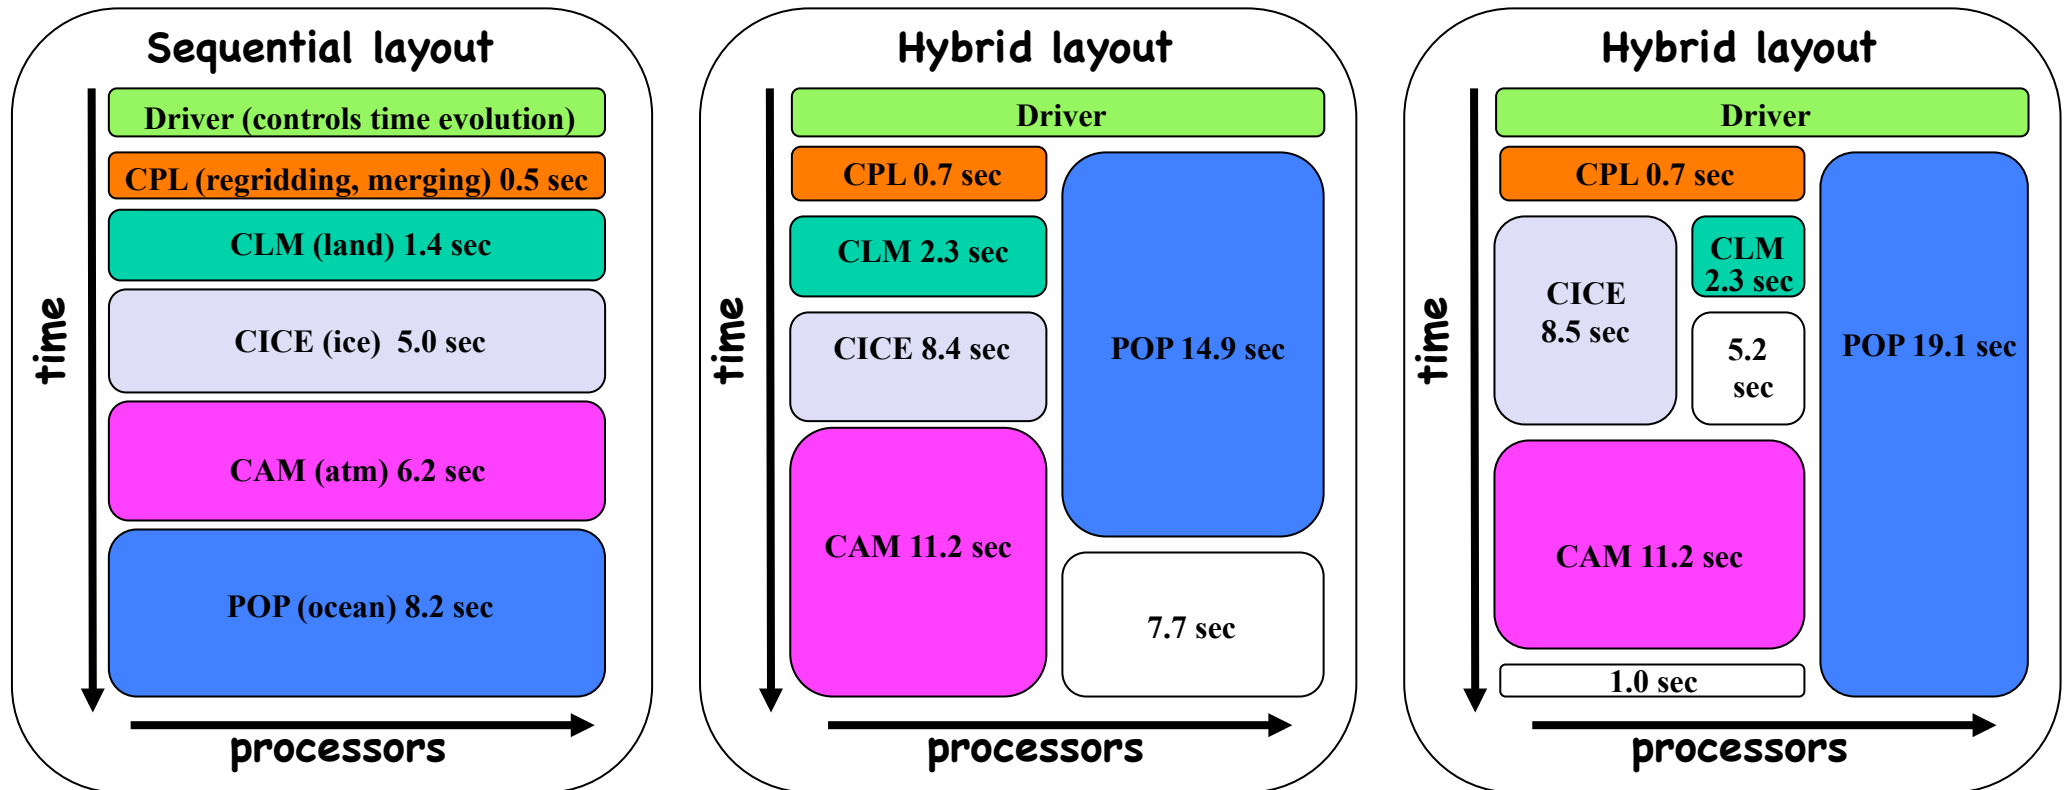 Sequential layout
Driver (controls time evolution)
CPL (regridding, merging) 0.5 sec
CLM (land) 1.4 sec
CICE (ice)  5.0 sec
CAM (atm) 6.2 sec
POP (ocean) 8.2 sec
time
processors
Hybrid layout
Driver
CPL 0.7 sec
CLM 2.3 sec
CICE 8.4 sec
CAM 11.2 sec
POP 14.9 sec
7.7 sec
time
processors
Hybrid layout
Driver
CPL 0.7 sec
CICE
8.5 sec
CLM
2.3 sec
5.2
sec
POP 19.1 sec
CAM 11.2 sec
1.0 sec
time
processors